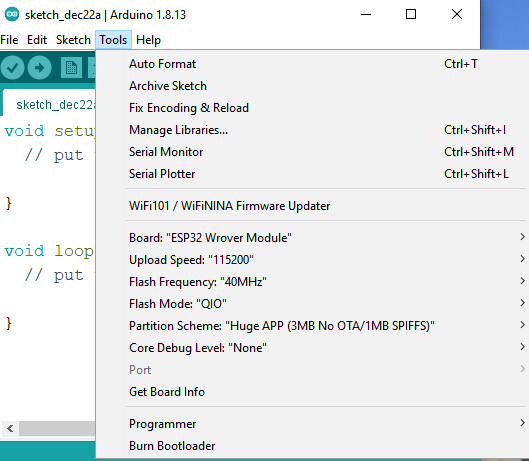 sketch_dec22a | Arduino 1.8.13
File Edit Sketch Tools Help
Auto Format Ctrl+T
Archive Sketch
Fix Encoding & Reload
Manage Libraries... Ctrl+Shift+I
Serial Monitor Ctrl+Shift+M
Serial Plotter Ctrl+Shift+L
WiFi101 / WiFiNINA Firmware Updater
Board: "ESP32 Wrover Module"
Upload Speed: "115200"
Flash Frequency: "40MHz"
Flash Mode: "QIO"
Partition Scheme: "Huge APP (3MB No OTA/1MB SPIFFS)"
Core Debug Level: "None"
Port
Get Board Info
Programmer
Burn Bootloader
sketch_dec22a
void setup
// put
}
void loop
// put
}